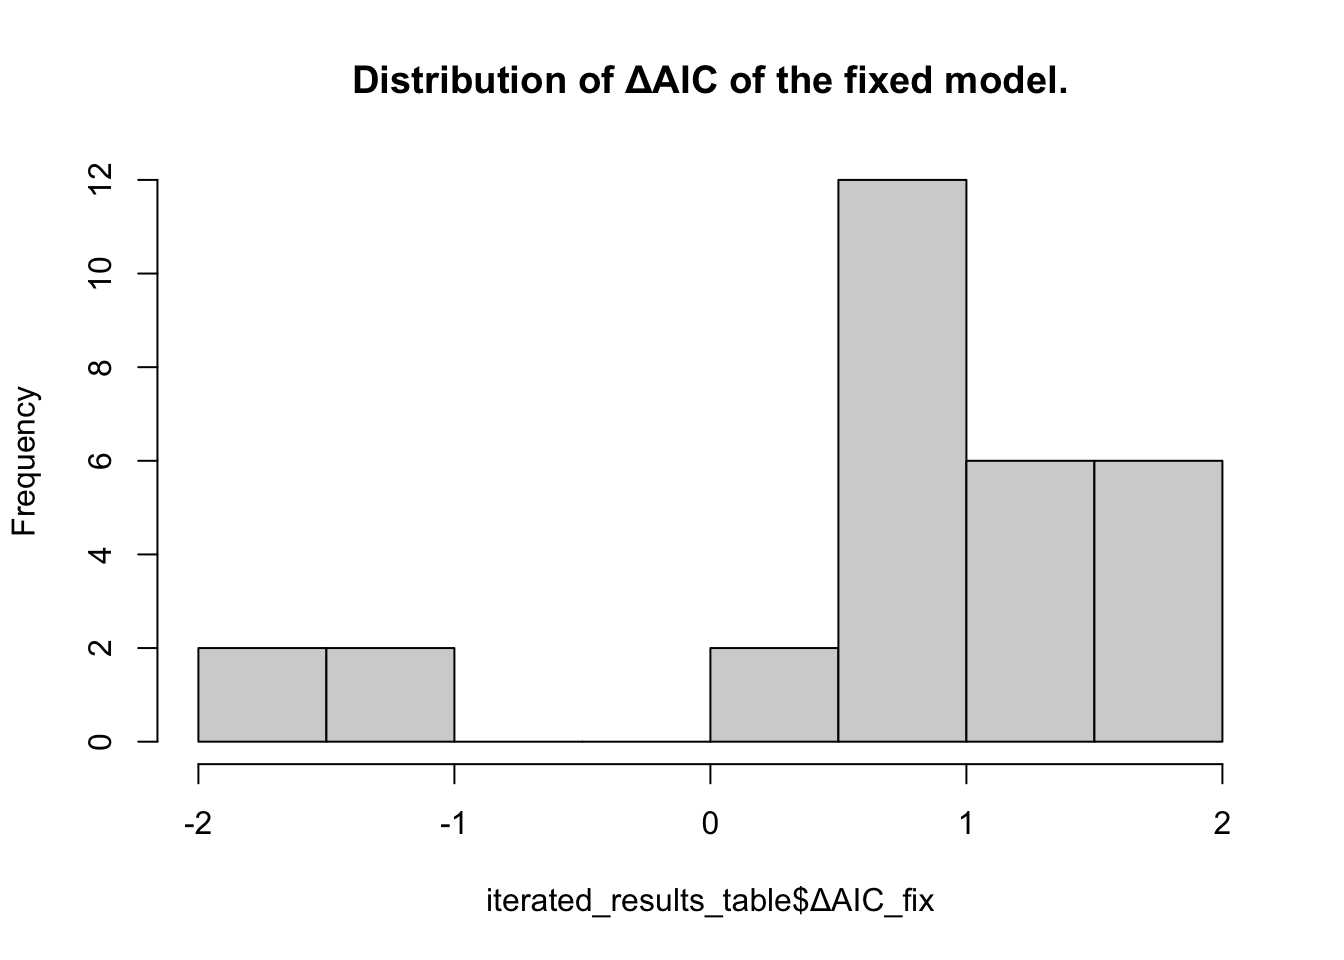 Distribution of ΔAIC of the fixed model.
12
10
8
6
4
2
0
Frequency
-2 -1 0 1 2
iterated_results_table$ΔAIC_fix